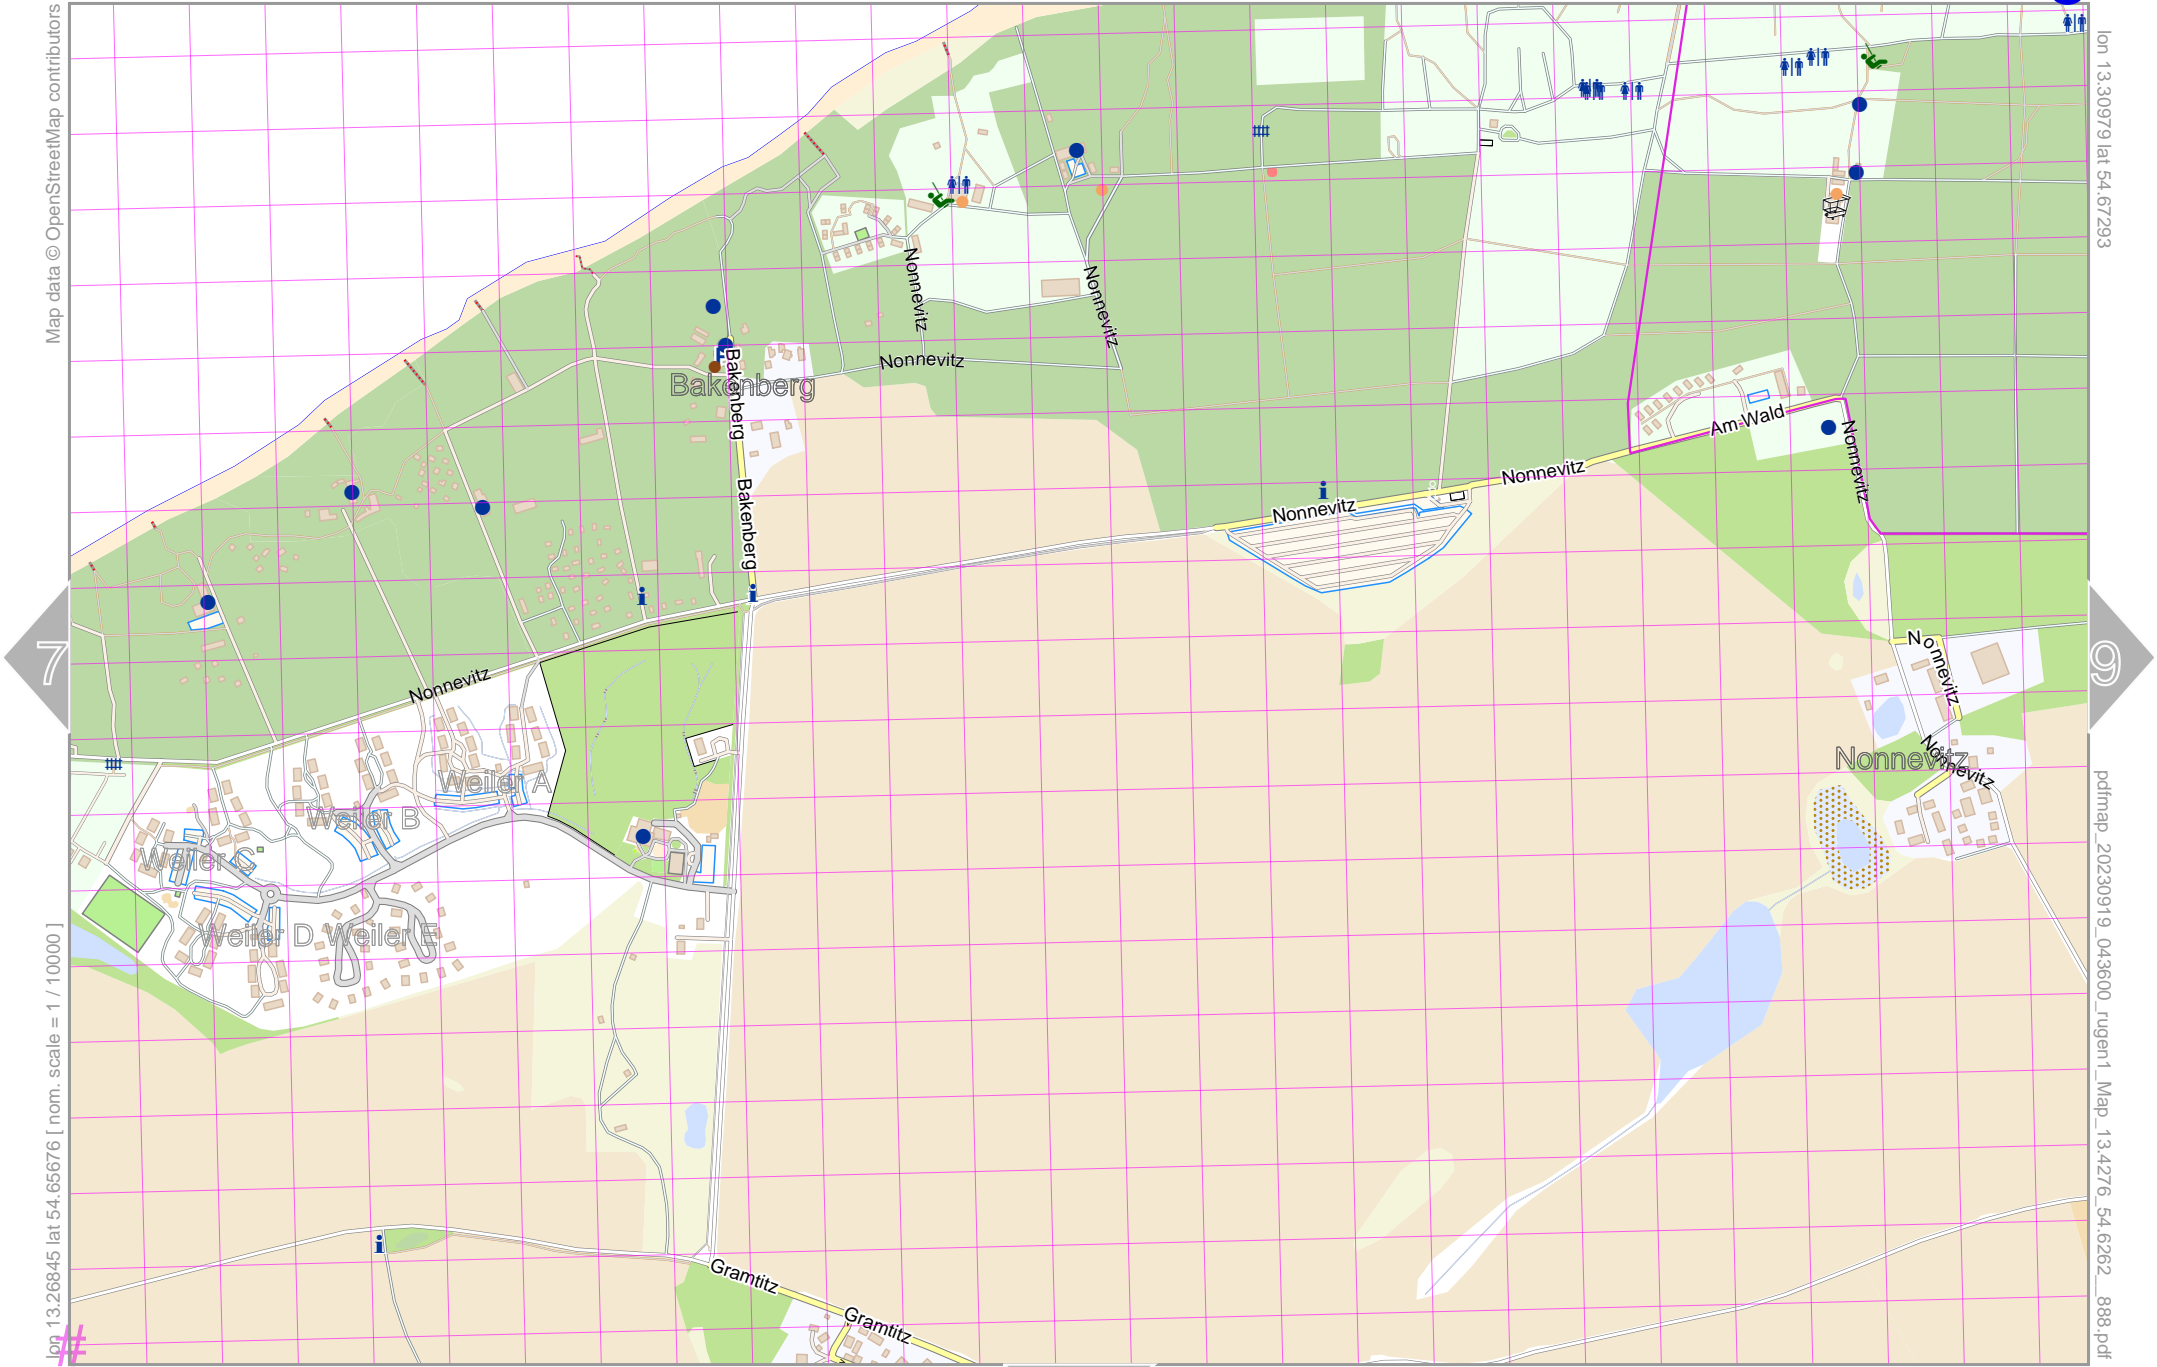 Map data © OpenStreetMap contributors
lon 13.30979 lat 54.67293
Nonnevitz
Nonnevitz
Nonnevitz
Bakenberg
Bakenberg
Bakenberg
Am Wald
Nonnevitz
Nonnevitz
Nonnevitz
Nonnevitz
7
9
Nonnevitz
Nonnevitz
Nonnevitz
Nonnevitz
Weiler A
Weiler B
Weiler C
Weiler D
Weiler E
Gramtitz
Gramtitz
lon 13.26845 lat 54.65676 [ nom. scale = 1 / 10000 ]
pdfmap_20230919_043600_rugen1_Map_13.4276_54.6262__888.pdf
#